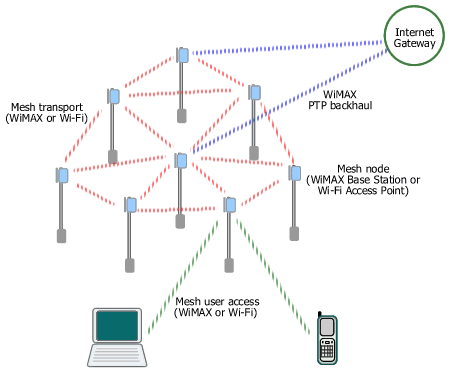 Internet
Gateway
WiMAX
PTP backhaul
Mesh transport
(WiMAX or Wi-Fi)
Mesh node
(WiMAX Base Station or
Wi-Fi Access Point)
Mesh user access
(WiMAX or Wi-Fi)